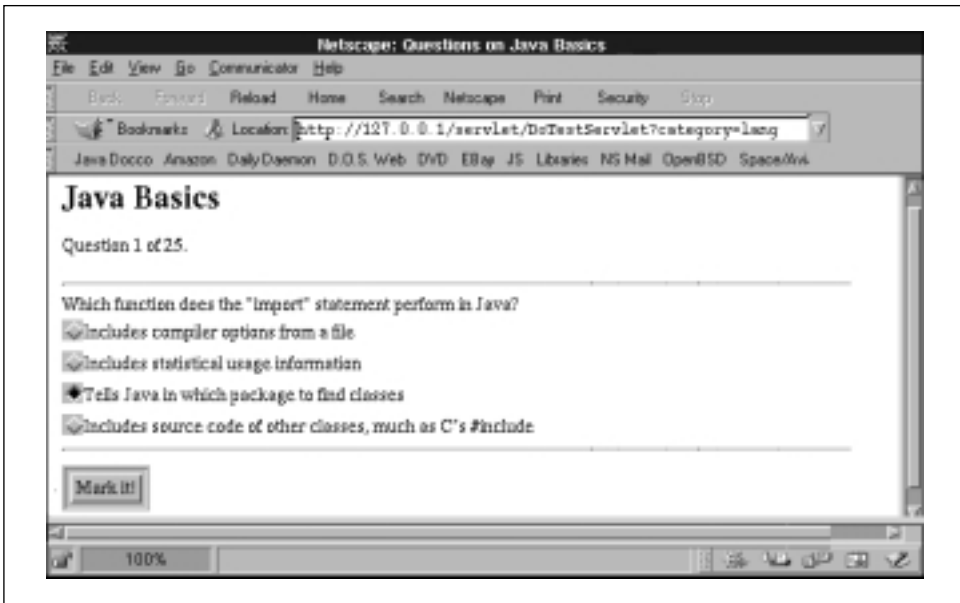 Netscape: Questions on Java Basics
File Edit View Go Communicator Help
Back Forward Reload Home Search Netscape Print Security Stop
Bookmarks Location: http://127.0.0.1/servlet/DoTestServlet?category=lang
Java Docco Amazon Daily Daemon D.O.S. Web DVD EBay JS Libraries NS Mail OpenBSD
Java Basics
Question 1 of 25.
Which function does the "import" statement perform in Java?
Includes compiler options from a file
Includes statistical usage information
Tells Java in which package to find classes
Includes source code of other classes, much as C's #include
Mark it!
100%